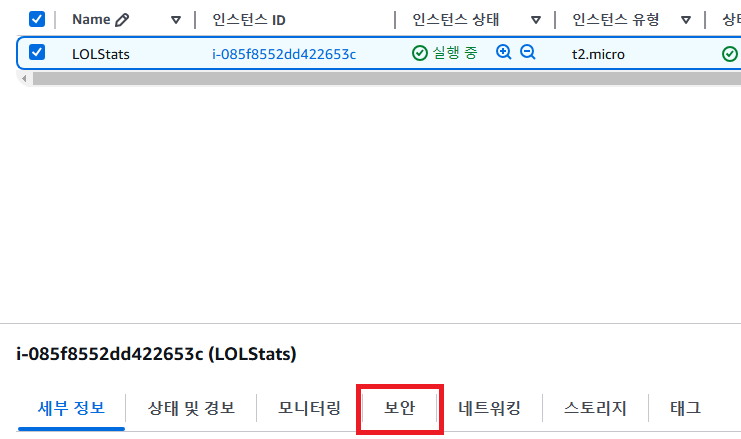 Name 인스턴스 ID 인스턴스 상태 인스턴스 유형
LOLStats i-085f8552dd422653c 실행 중 t2.micro
i-085f8552dd422653c (LOLStats)
세부 정보 상태 및 경보 모니터링 보안 네트워킹 스토리지 태그